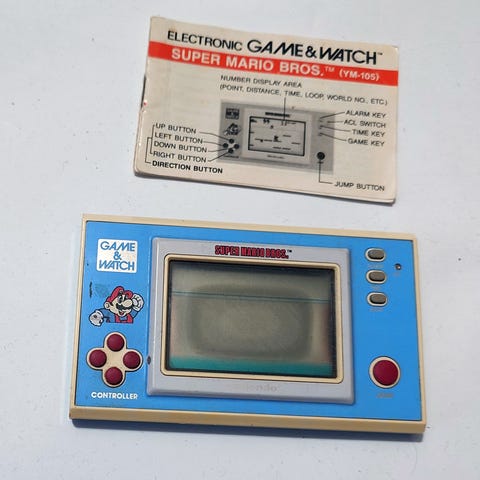 ELECTRONIC GAME & WATCH™
SUPER MARIO BROS.™ (YM-105)
NUMBER DISPLAY AREA
(POINT, DISTANCE, TIME, LOOP, WORLD NO., ETC.)
ALARM KEY
ACL SWITCH
TIME KEY
GAME KEY
UP BUTTON
LEFT BUTTON
DOWN BUTTON
RIGHT BUTTON
DIRECTION BUTTON
JUMP BUTTON
GAME
&
WATCH
SUPER MARIO BROS.™
CONTROLLER